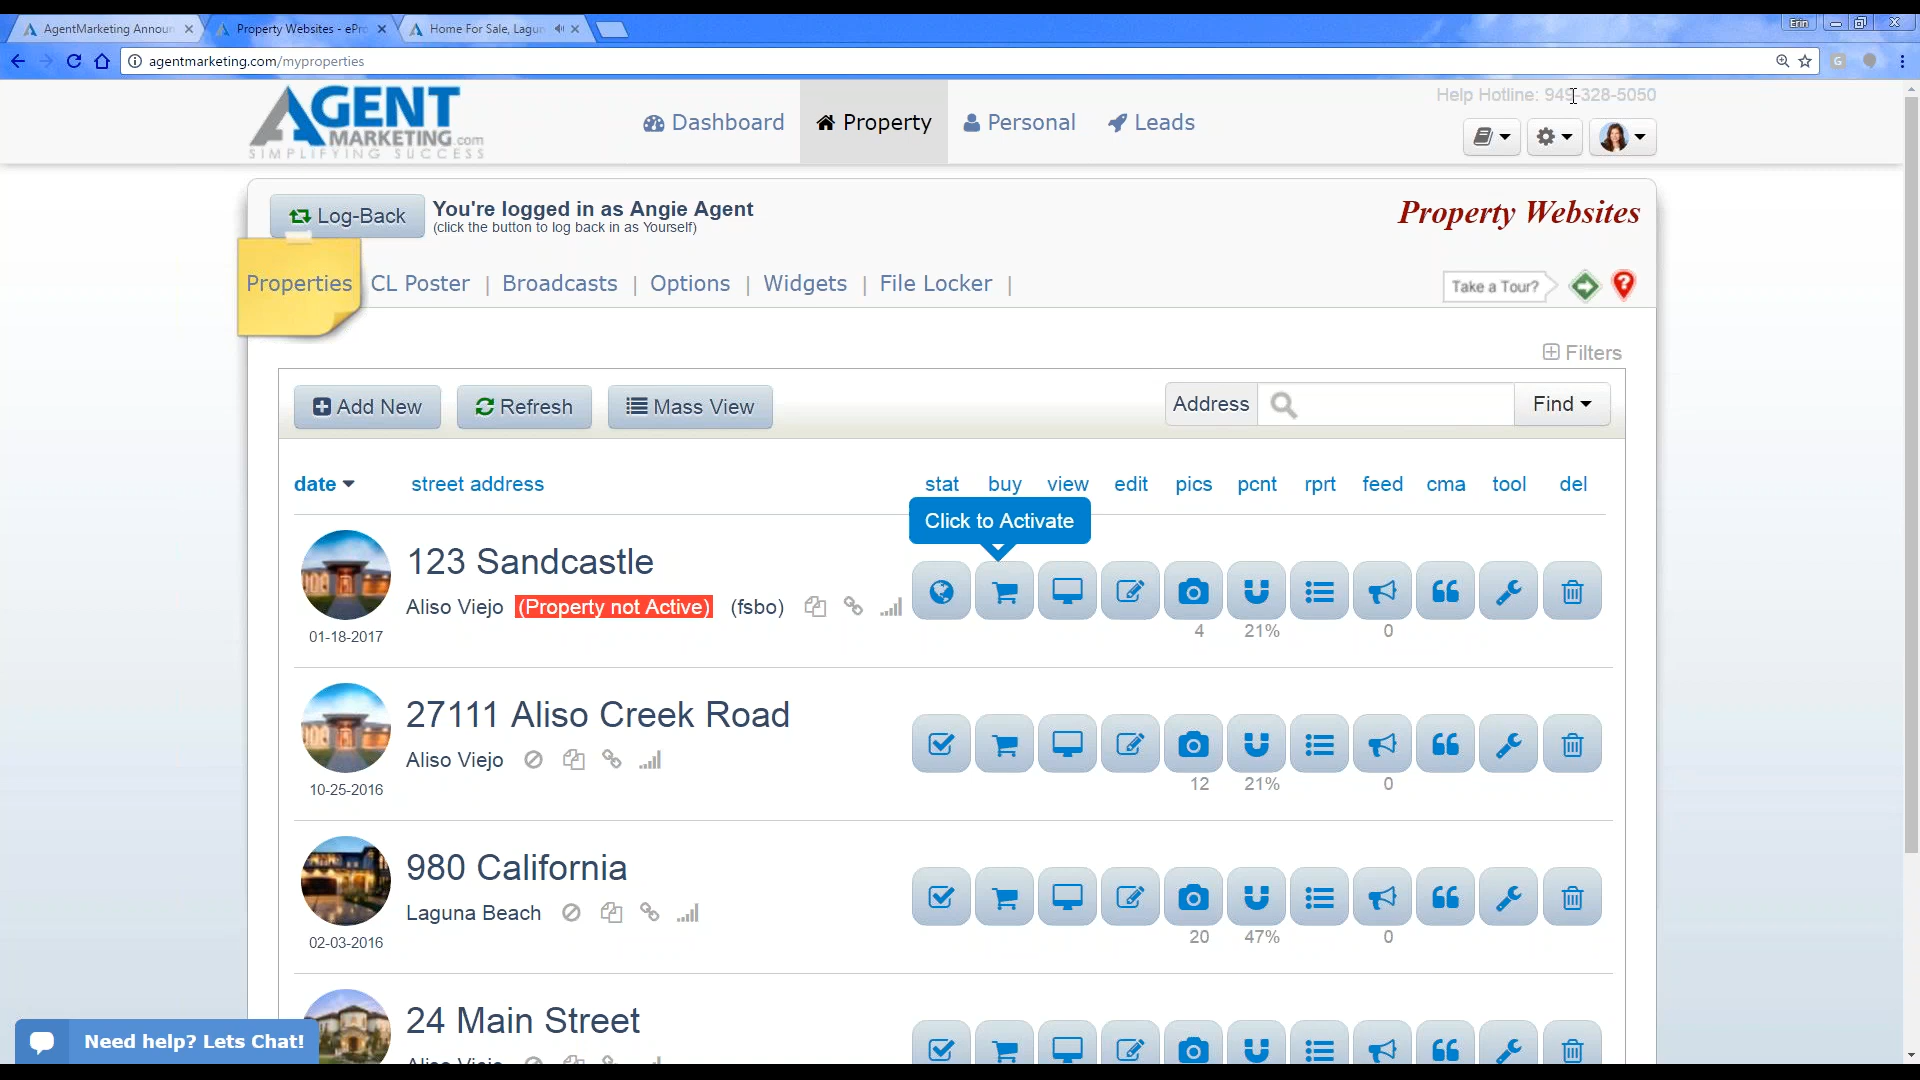 AgentMarketing Announ
Property Websites - ePro
Home For Sale, Lagun
Erin
agentmarketing.com/myproperties
G
AGENT
MARKETING.com
SIMPLIFYING SUCCESS
Dashboard
Property
Personal
Leads
Help Hotline: 949-328-5050
Log-Back
You're logged in as Angie Agent
(click the button to log back in as Yourself)
Property Websites
Properties
CL Poster | Broadcasts | Options | Widgets | File Locker |
Take a Tour?
Filters
Add New
Refresh
Mass View
Address
Find
date street address stat buy view edit pics pcnt rprt feed cma tool del
Click to Activate
123 Sandcastle
Aliso Viejo (Property not Active) (fsbo)
01-18-2017
4 21% 0
27111 Aliso Creek Road
Aliso Viejo
10-25-2016
12 21% 0
980 California
Laguna Beach
02-03-2016
20 47% 0
24 Main Street
Aliso Viejo
Need help? Lets Chat!